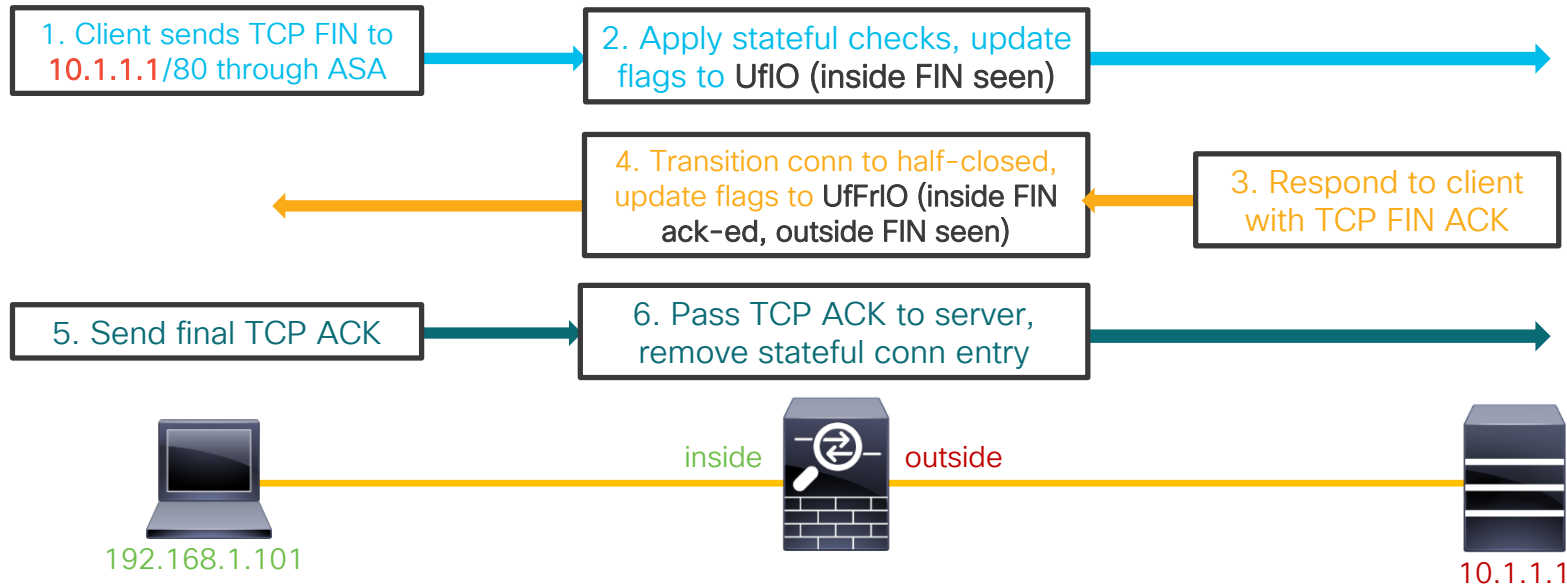 1. Client sends TCP FIN to
10.1.1.1/80 through ASA
2. Apply stateful checks, update
flags to UfIO (inside FIN seen)
4. Transition conn to half-closed,
update flags to UfFrIO (inside FIN
ack-ed, outside FIN seen)
3. Respond to client
with TCP FIN ACK
5. Send final TCP ACK
6. Pass TCP ACK to server,
remove stateful conn entry
inside
outside
192.168.1.101
10.1.1.1